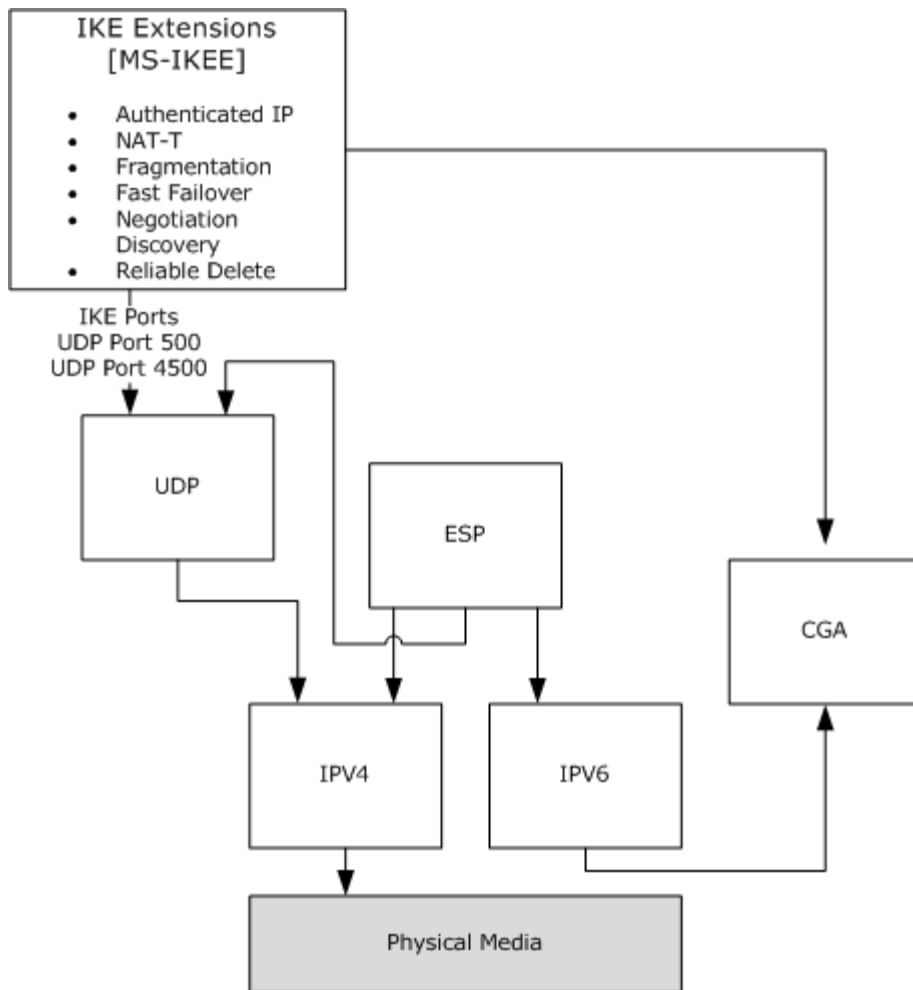 IKE Extensions
[MS-IKEE]
• Authenticated IP
• NAT-T
• Fragmentation
• Fast Failover
• Negotiation
Discovery
• Reliable Delete
IKE Ports
UDP Port 500
UDP Port 4500
UDP
ESP
CGA
IPV4
IPV6
Physical Media